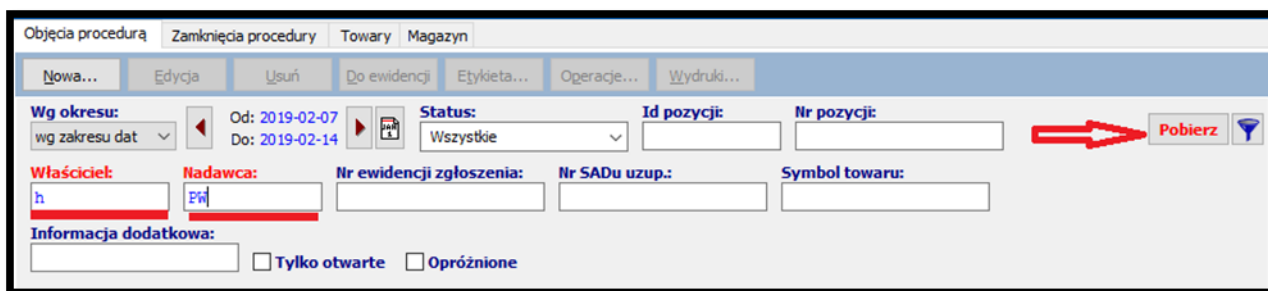 Objęcia procedurą Zamknięcia procedury Towary Magazyn
Nowa... Edycja Usuń Do ewidencji Etykieta... Operacje... Wydruki...
Wg okresu: Status: Id pozycji: Nr pozycji:
wg zakresu dat Od: 2019-02-07 Wszystkie Pobierz
Do: 2019-02-14
Właściciel: Nadawca: Nr ewidencji zgłoszenia: Nr SADu uzup.: Symbol towaru:
h PW
Informacja dodatkowa:
Tylko otwarte Opróżnione